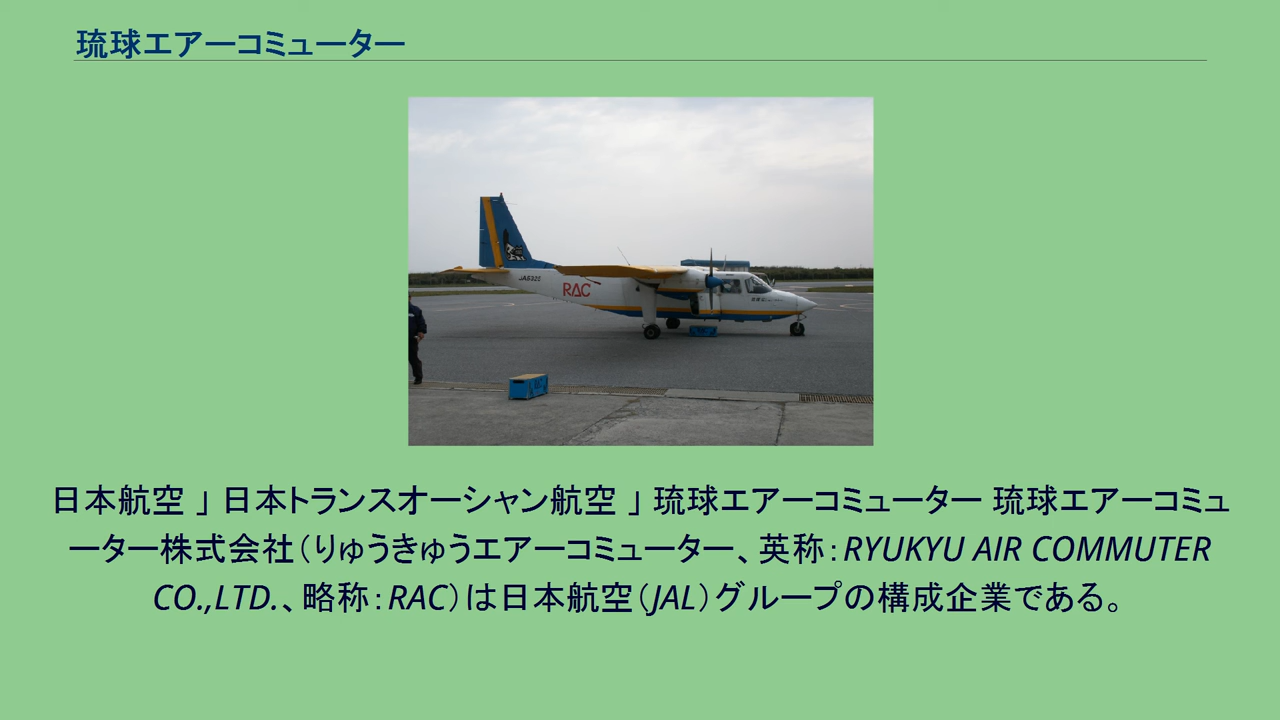 琉球エアーコミューター
JA5325
RAC
日本航空 」 日本トランスオーシャン航空 」 琉球エアーコミューター 琉球エアーコミュ
ーター株式会社（りゅうきゅうエアーコミューター、英称：RYUKYU AIR COMMUTER
CO.,LTD.、略称：RAC）は日本航空（JAL）グループの構成企業である。